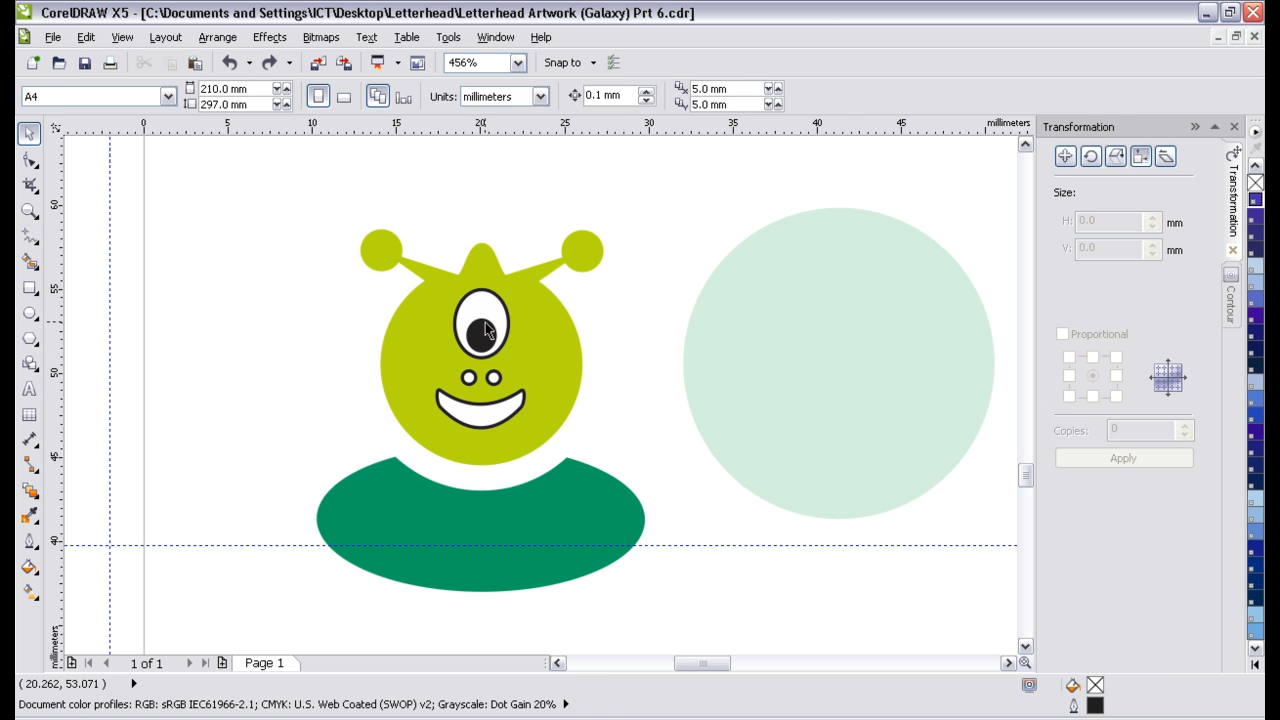 CorelDRAW X5 - [C:\Documents and Settings\ICT\Desktop\Letterhead\Letterhead Artwork (Galaxy) Prt 6.cdr]
File Edit View Layout Arrange Effects Bitmaps Text Table Tools Window Help
456% Snap to
A4 210.0 mm 297.0 mm Units: millimeters 0.1 mm 5.0 mm 5.0 mm
0 5 10 15 20 25 30 35 40 45 millimeters
60
55
50
45
40
millimeters
Transformation
Size:
H: 0.0 mm
V: 0.0 mm
Proportional
Copies: 0
Apply
Transformation
Contour
1 of 1 Page 1
( 20.262, 53.071 )
Document color profiles: RGB: sRGB IEC61966-2.1; CMYK: U.S. Web Coated (SWOP) v2; Grayscale: Dot Gain 20%